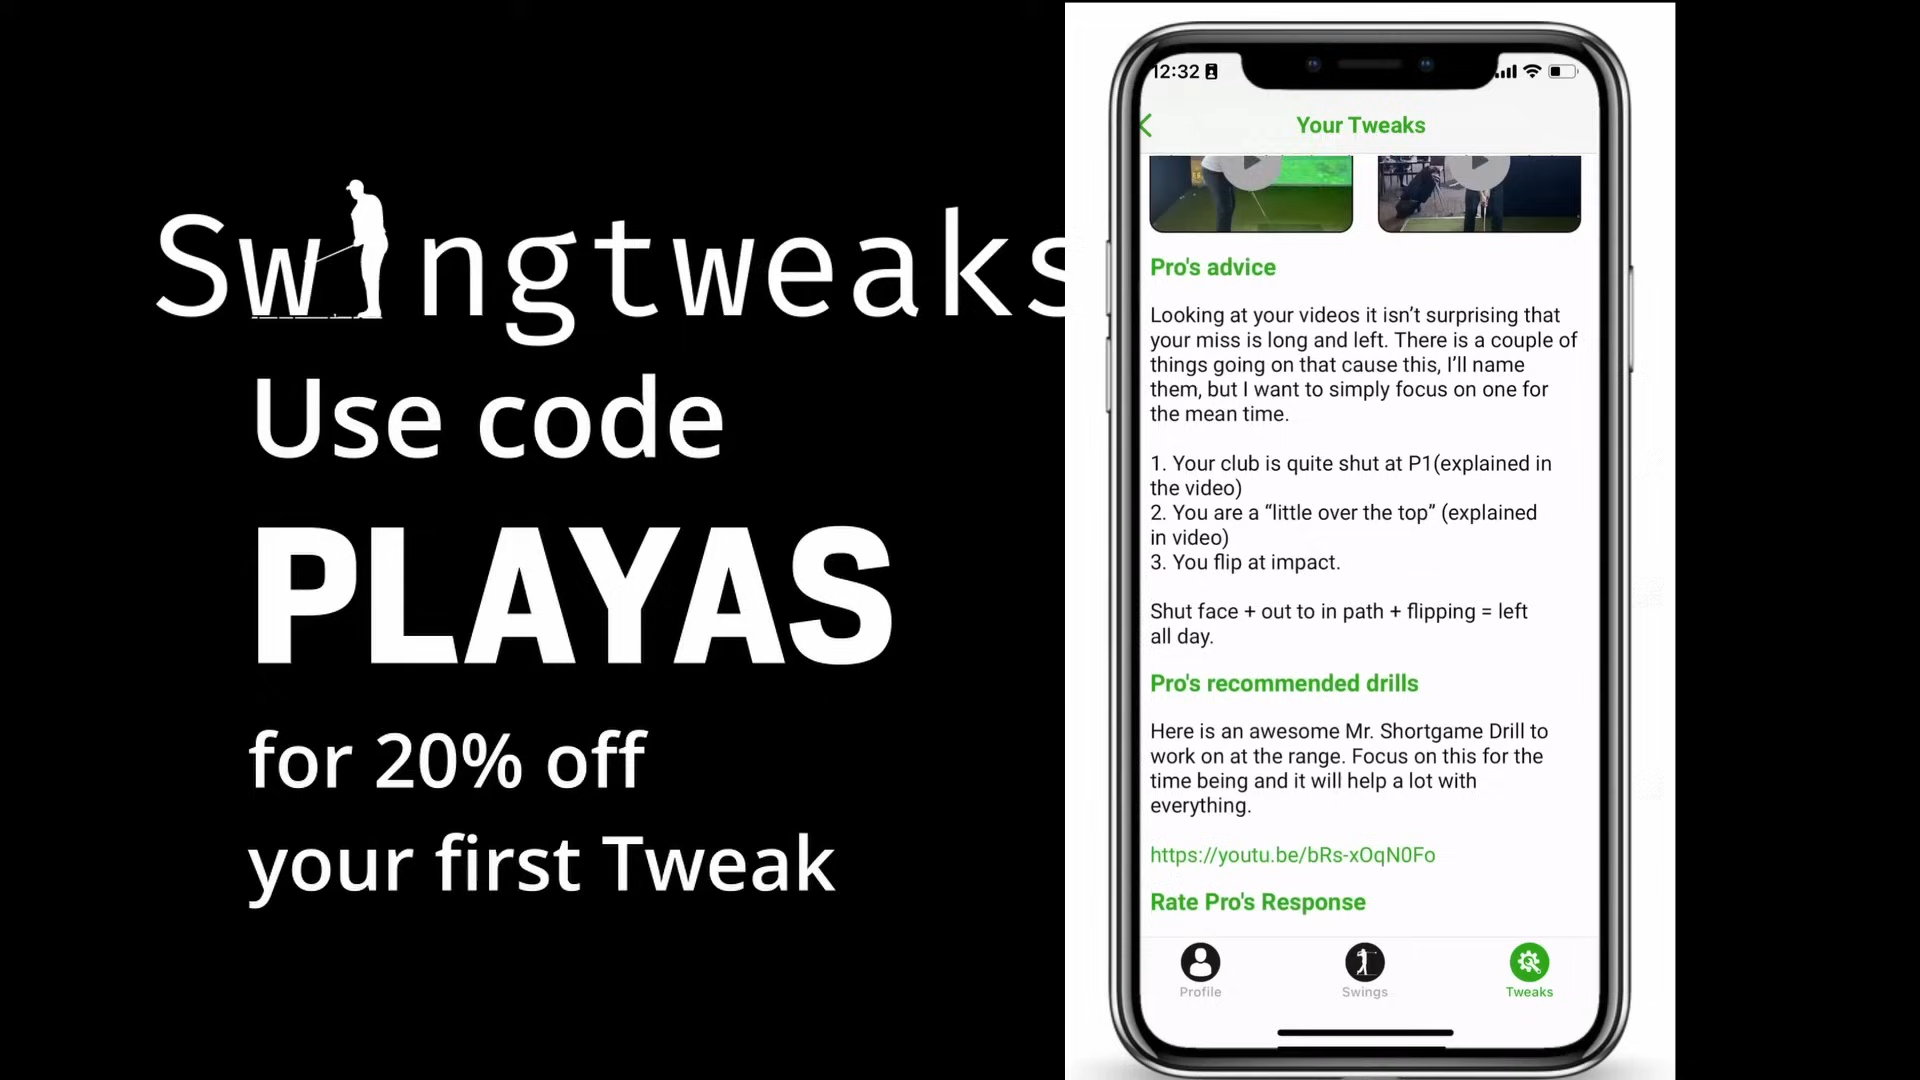 Swingtweaks
Use code
PLAYAS
for 20% off
your first Tweak
12:32
Your Tweaks
Pro's advice
Looking at your videos it isn’t surprising that
your miss is long and left. There is a couple of
things going on that cause this, I’ll name
them, but I want to simply focus on one for
the mean time.
1. Your club is quite shut at P1(explained in
the video)
2. You are a “little over the top” (explained
in video)
3. You flip at impact.
Shut face + out to in path + flipping = left
all day.
Pro's recommended drills
Here is an awesome Mr. Shortgame Drill to
work on at the range. Focus on this for the
time being and it will help a lot with
everything.
https://youtu.be/bRs-xOqN0Fo
Rate Pro's Response
Profile
Swings
Tweaks